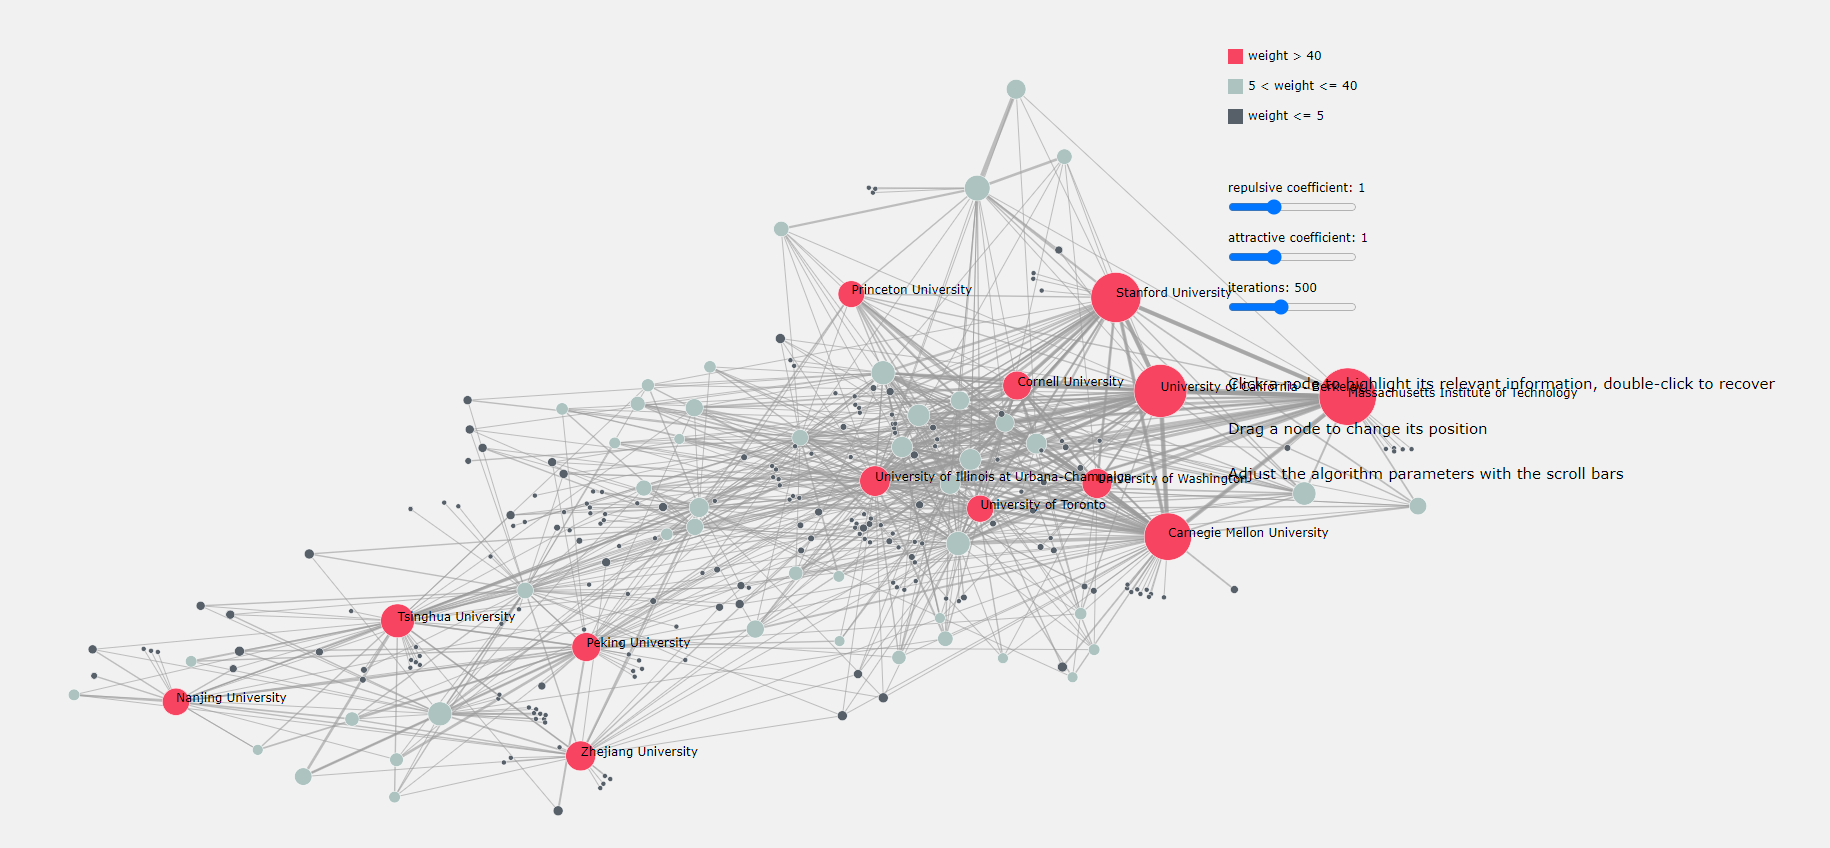 weight > 40
5 < weight <= 40
weight <= 5
repulsive coefficient: 1
attractive coefficient: 1
Princeton University
Stanford University
iterations: 500
Cornell University
University of California - Berkeley
Click a node to highlight its relevant information, double-click to recover
Massachusetts Institute of Technology
Drag a node to change its position
Adjust the algorithm parameters with the scroll bars
University of Illinois at Urbana-Champaign
University of Washington
University of Toronto
Carnegie Mellon University
Tsinghua University
Peking University
Nanjing University
Zhejiang University